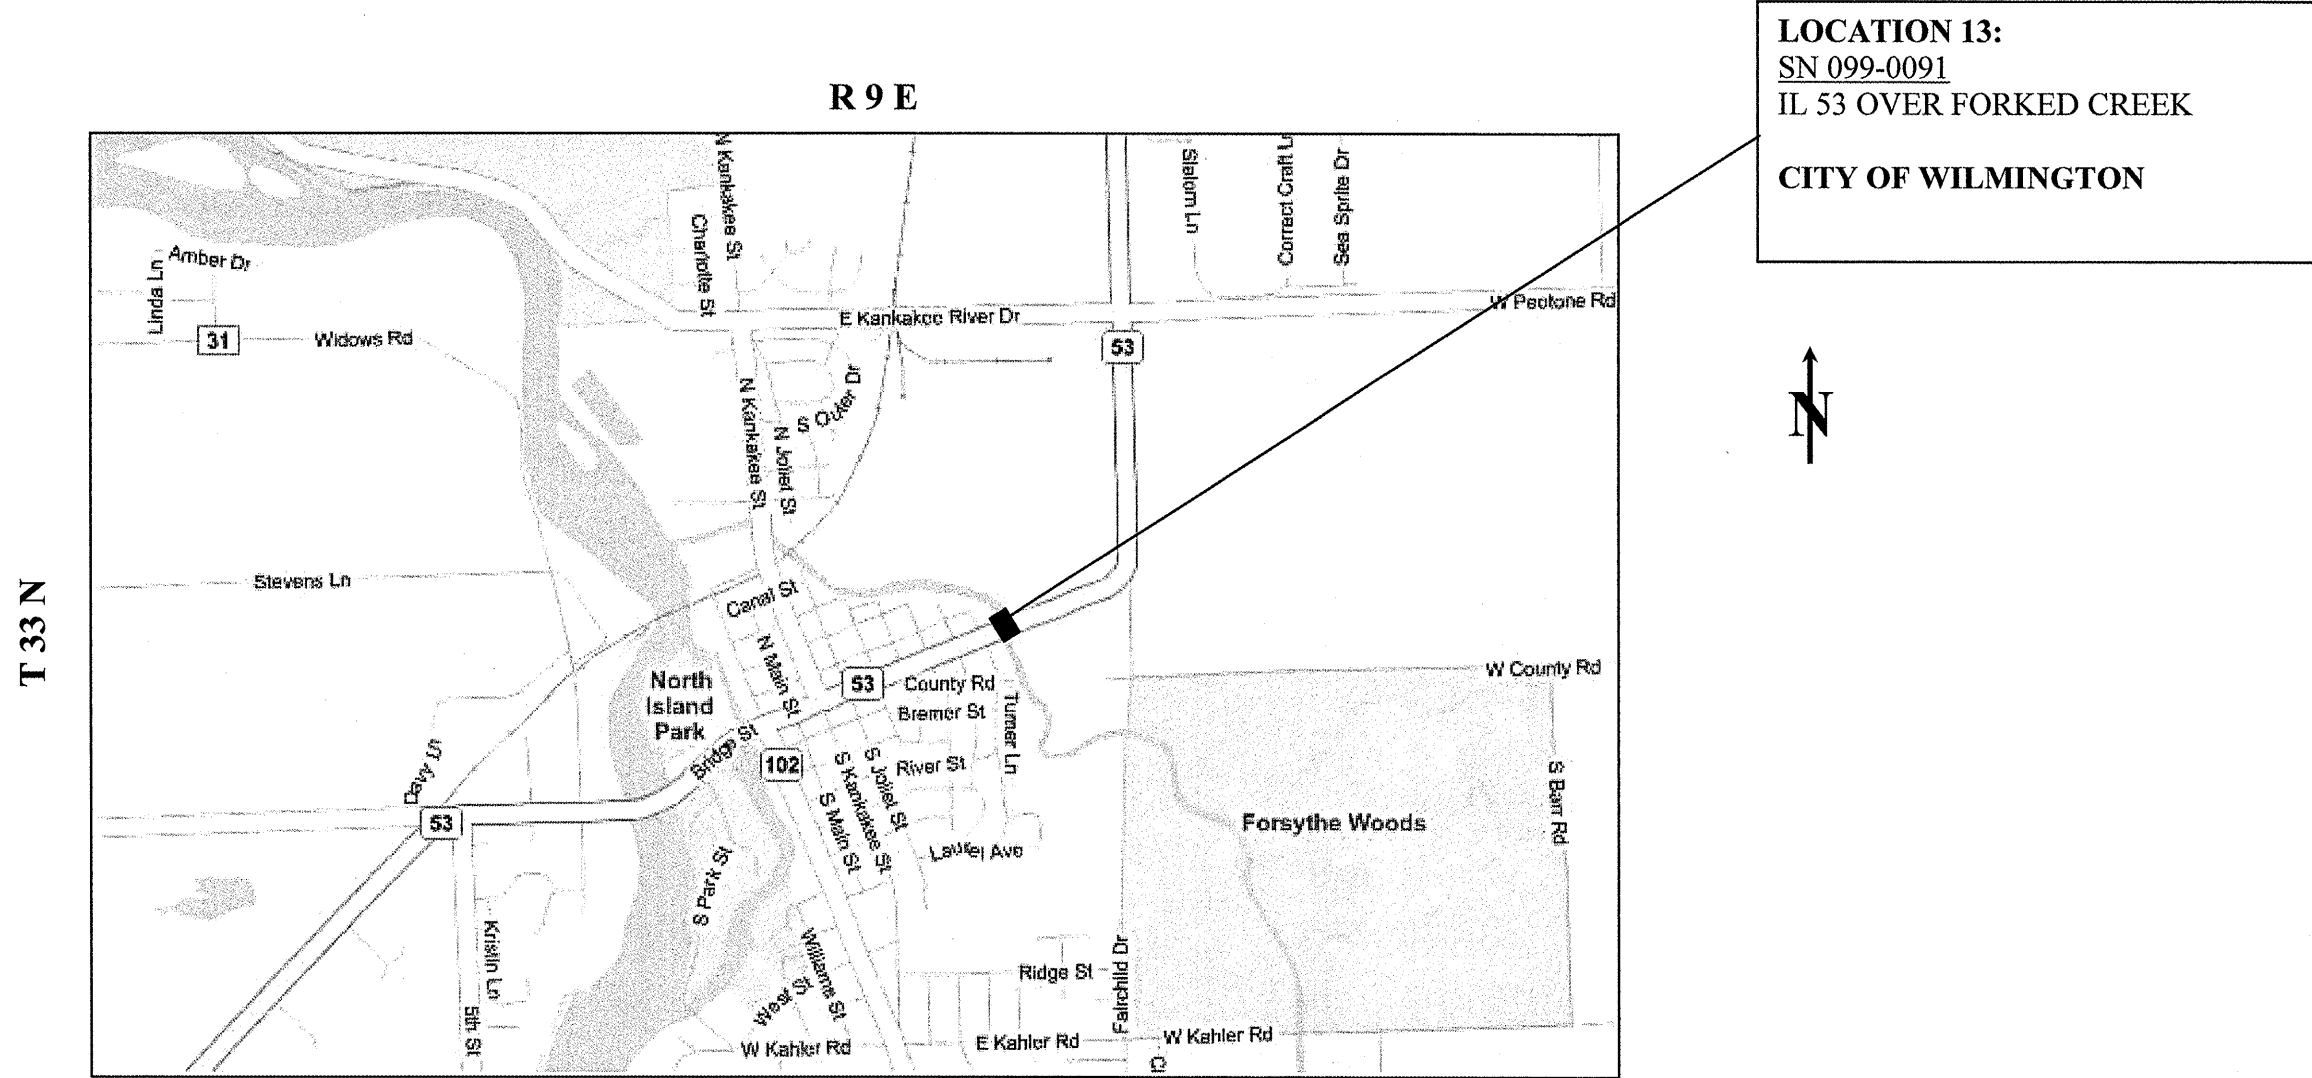 LOCATION 13:
SN 099-0091
IL 53 OVER FORKED CREEK
CITY OF WILMINGTON
R 9 E
T 33 N
N
N Kankakee St
Charlotte St
Slalom Ln
Correct Craft Ln
Sea Sprite Dr
Linda Ln
Amber Dr
31
Widows Rd
E Kankakee River Dr
W Peotone Rd
53
N Kankakee St
N Joliet St
S Outer Dr
Stevens Ln
Canal St
N Main St
North
Island
Park
53
County Rd
W County Rd
Bremer St
Turner Ln
Bridge St
102
River St
S Joliet St
S Kankakee St
S Main St
Davy Ln
53
Forsythe Woods
S Barr Rd
Laurel Ave
S Park St
Kristin Ln
5th St
Williams St
West St
Ridge St
Fairchild Dr
W Kahler Rd
E Kahler Rd
W Kahler Rd
Ct